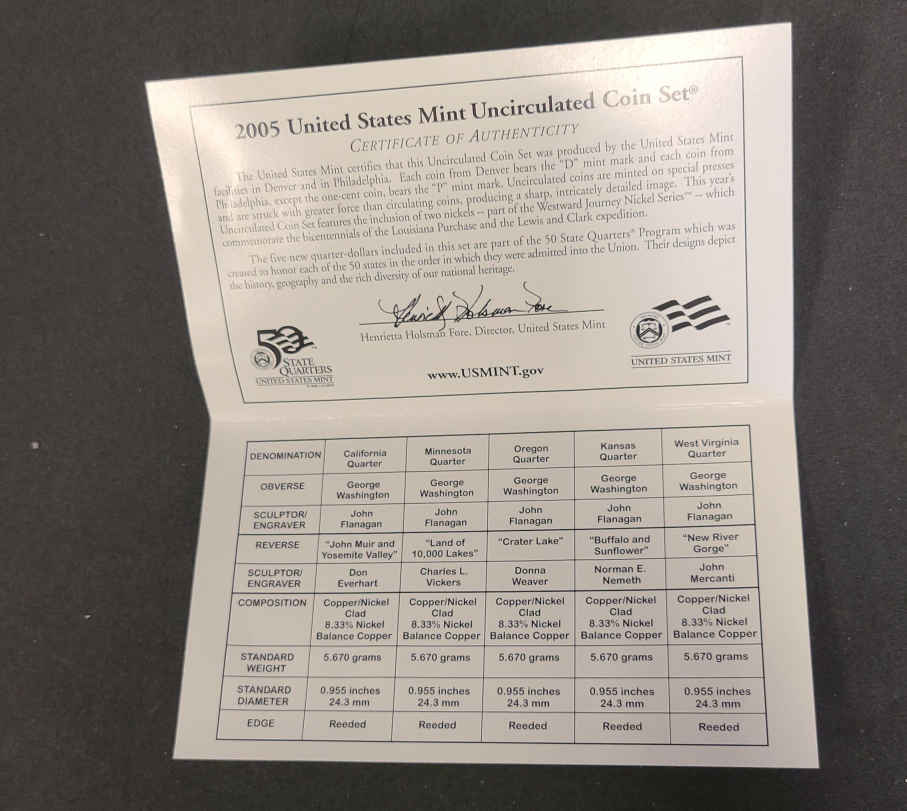 2005 United States Mint Uncirculated Coin Set®
CERTIFICATE OF AUTHENTICITY
The United States Mint certifies that this Uncirculated Coin Set was produced by the United States Mint
facilities in Denver and in Philadelphia. Each coin from Denver bears the "D" mint mark and each coin from
Philadelphia, except the one-cent coin, bears the "P" mint mark. Uncirculated coins are minted on special presses
and are struck with greater force than circulating coins, producing a sharp, intricately detailed image. This year's
Uncirculated Coin Set features the inclusion of two nickels -- part of the Westward Journey Nickel Series™ -- which
commemorate the bicentennials of the Louisiana Purchase and the Lewis and Clark expedition.
The five new quarter-dollars included in this set are part of the 50 State Quarters® Program which was
created to honor each of the 50 states in the order in which they were admitted into the Union. Their designs depict
the history, geography and the rich diversity of our national heritage.
Henrietta Holsman Fore
Henrietta Holsman Fore, Director, United States Mint
50
STATE
QUARTERS
UNITED STATES MINT
www.USMINT.gov
UNITED STATES MINT
DENOMINATION California Quarter Minnesota Quarter Oregon Quarter Kansas Quarter West Virginia Quarter
OBVERSE George Washington George Washington George Washington George Washington George Washington
SCULPTOR/ENGRAVER John Flanagan John Flanagan John Flanagan John Flanagan John Flanagan
REVERSE "John Muir and Yosemite Valley" "Land of 10,000 Lakes" "Crater Lake" "Buffalo and Sunflower" "New River Gorge"
SCULPTOR/ENGRAVER Don Everhart Charles L. Vickers Donna Weaver Norman E. Nemeth John Mercanti
COMPOSITION Copper/Nickel Clad 8.33% Nickel Balance Copper Copper/Nickel Clad 8.33% Nickel Balance Copper Copper/Nickel Clad 8.33% Nickel Balance Copper Copper/Nickel Clad 8.33% Nickel Balance Copper Copper/Nickel Clad 8.33% Nickel Balance Copper
STANDARD WEIGHT 5.670 grams 5.670 grams 5.670 grams 5.670 grams 5.670 grams
STANDARD DIAMETER 0.955 inches 24.3 mm 0.955 inches 24.3 mm 0.955 inches 24.3 mm 0.955 inches 24.3 mm 0.955 inches 24.3 mm
EDGE Reeded Reeded Reeded Reeded Reeded